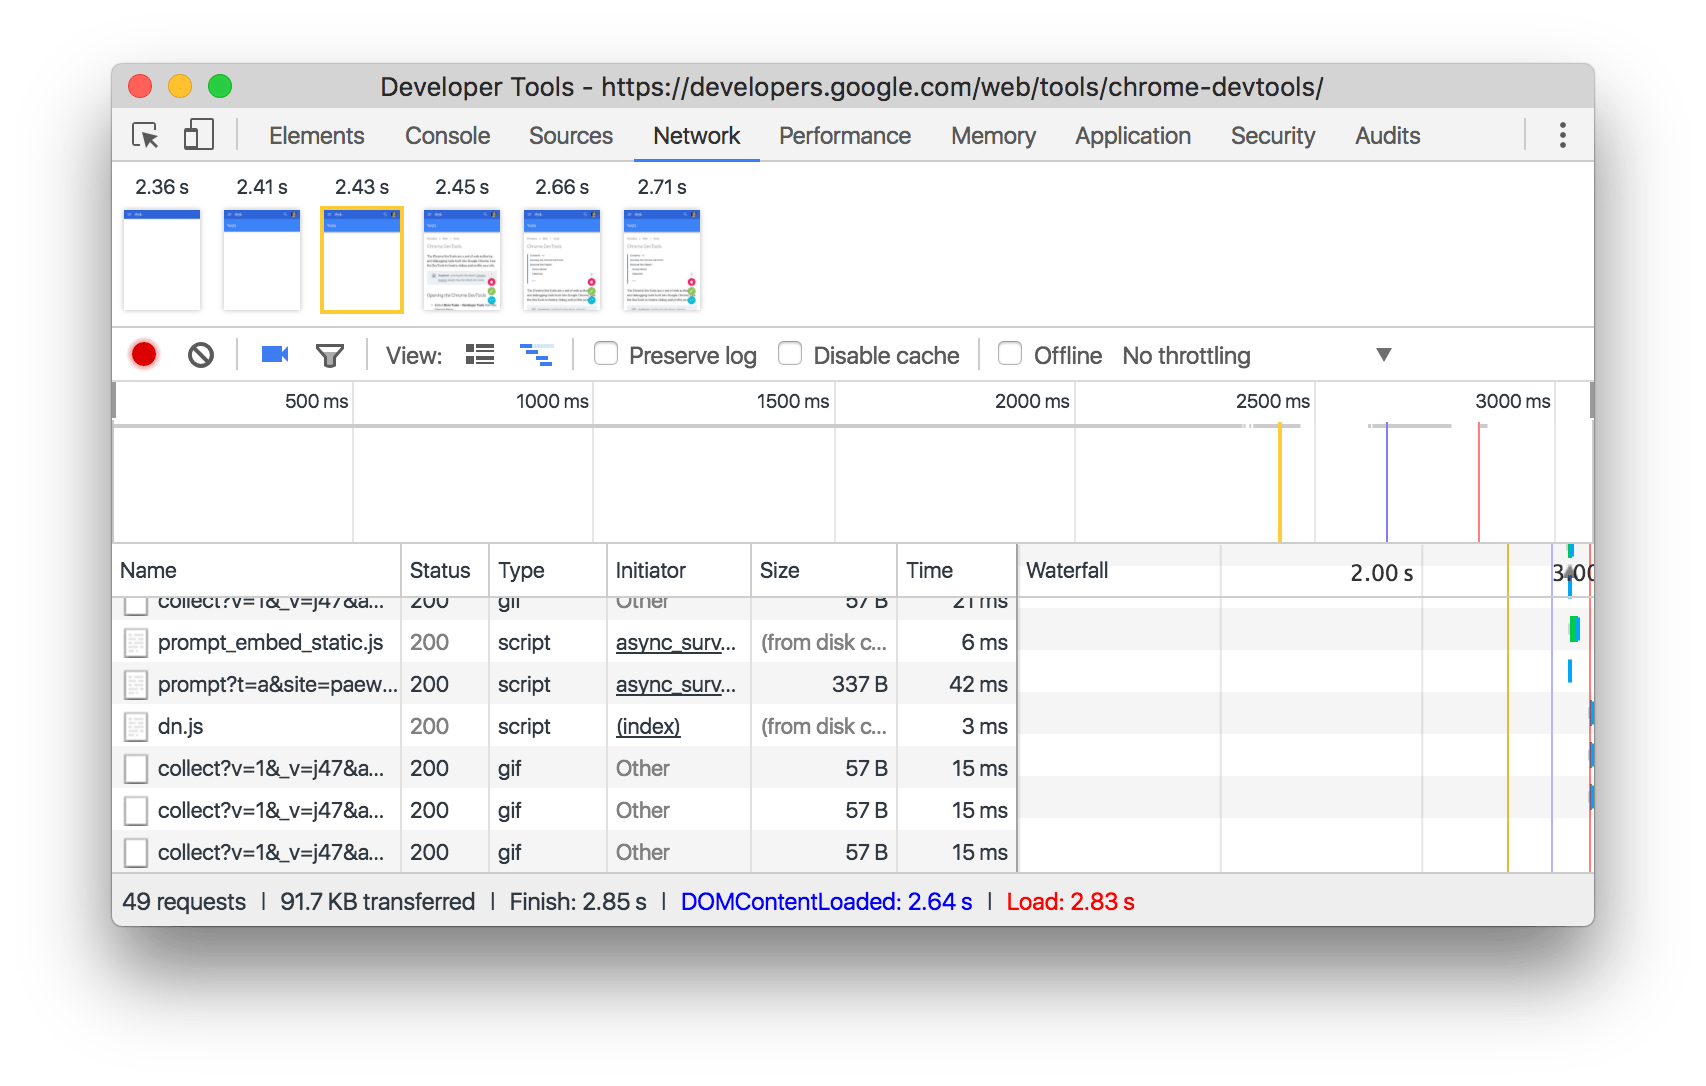 Developer Tools - https://developers.google.com/web/tools/chrome-devtools/
Elements Console Sources Network Performance Memory Application Security Audits
2.36 s 2.41 s 2.43 s 2.45 s 2.66 s 2.71 s
View: Preserve log Disable cache Offline No throttling
500 ms 1000 ms 1500 ms 2000 ms 2500 ms 3000 ms
Name Status Type Initiator Size Time Waterfall 2.00 s 3.00
collect?v=1&_v=j47&a... 200 gif Other 57 B 21 ms
prompt_embed_static.js 200 script async_surv... (from disk c... 6 ms
prompt?t=a&site=paew... 200 script async_surv... 337 B 42 ms
dn.js 200 script (index) (from disk c... 3 ms
collect?v=1&_v=j47&a... 200 gif Other 57 B 15 ms
collect?v=1&_v=j47&a... 200 gif Other 57 B 15 ms
collect?v=1&_v=j47&a... 200 gif Other 57 B 15 ms
49 requests | 91.7 KB transferred | Finish: 2.85 s | DOMContentLoaded: 2.64 s | Load: 2.83 s